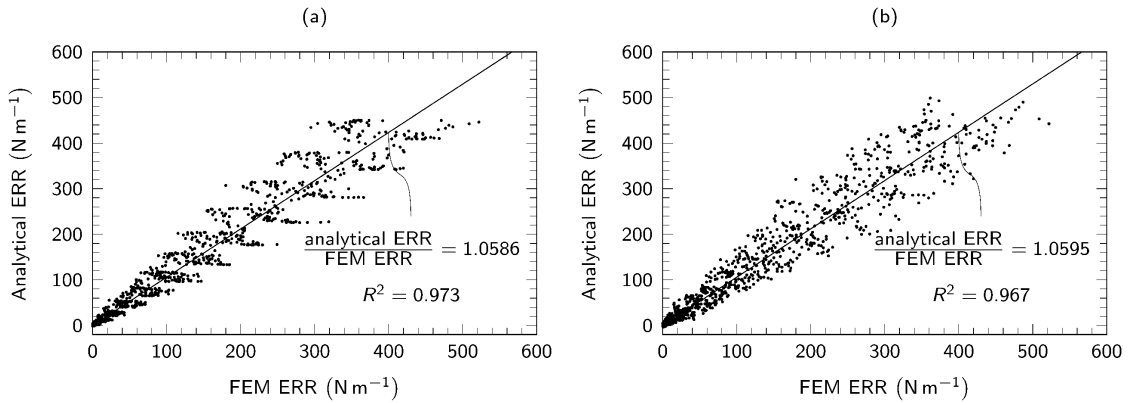 (a)
600
500
400
300
200
100
0
Analytical ERR (N m⁻¹)
analytical ERR
FEM ERR
= 1.0586
R² = 0.973
0 100 200 300 400 500 600
FEM ERR (N m⁻¹)
(b)
600
500
400
300
200
100
0
Analytical ERR (N m⁻¹)
analytical ERR
FEM ERR
= 1.0595
R² = 0.967
0 100 200 300 400 500 600
FEM ERR (N m⁻¹)